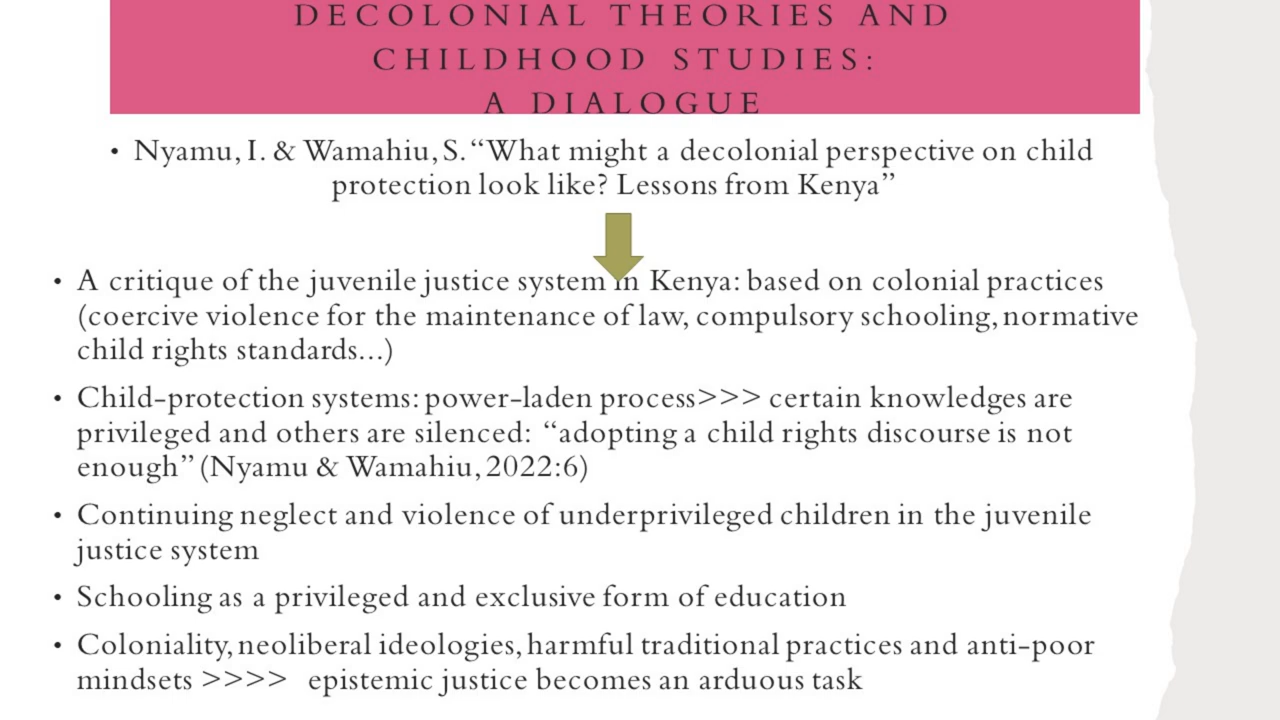 DECOLONIAL THEORIES AND
CHILDHOOD STUDIES:
A DIALOGUE
• Nyamu, I. & Wamahiu, S. “What might a decolonial perspective on child
protection look like? Lessons from Kenya”
• A critique of the juvenile justice system in Kenya: based on colonial practices
(coercive violence for the maintenance of law, compulsory schooling, normative
child rights standards…)
• Child-protection systems: power-laden process>>> certain knowledges are
privileged and others are silenced: “adopting a child rights discourse is not
enough” (Nyamu & Wamahiu, 2022:6)
• Continuing neglect and violence of underprivileged children in the juvenile
justice system
• Schooling as a privileged and exclusive form of education
• Coloniality, neoliberal ideologies, harmful traditional practices and anti-poor
mindsets >>>> epistemic justice becomes an arduous task